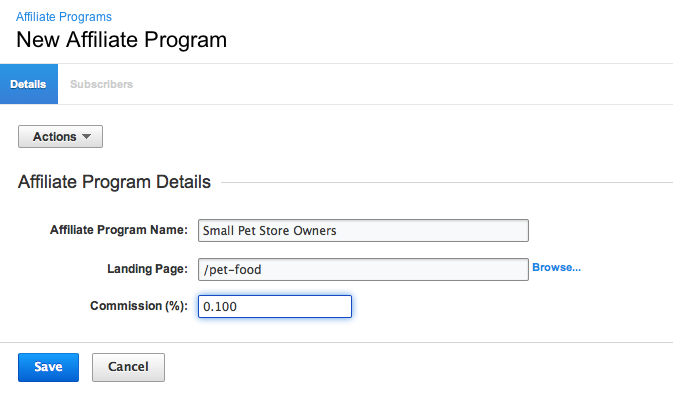 Affiliate Programs
New Affiliate Program
Details Subscribers
Actions
Affiliate Program Details
Affiliate Program Name: Small Pet Store Owners
Landing Page: /pet-food Browse...
Commission (%): 0.100
Save Cancel